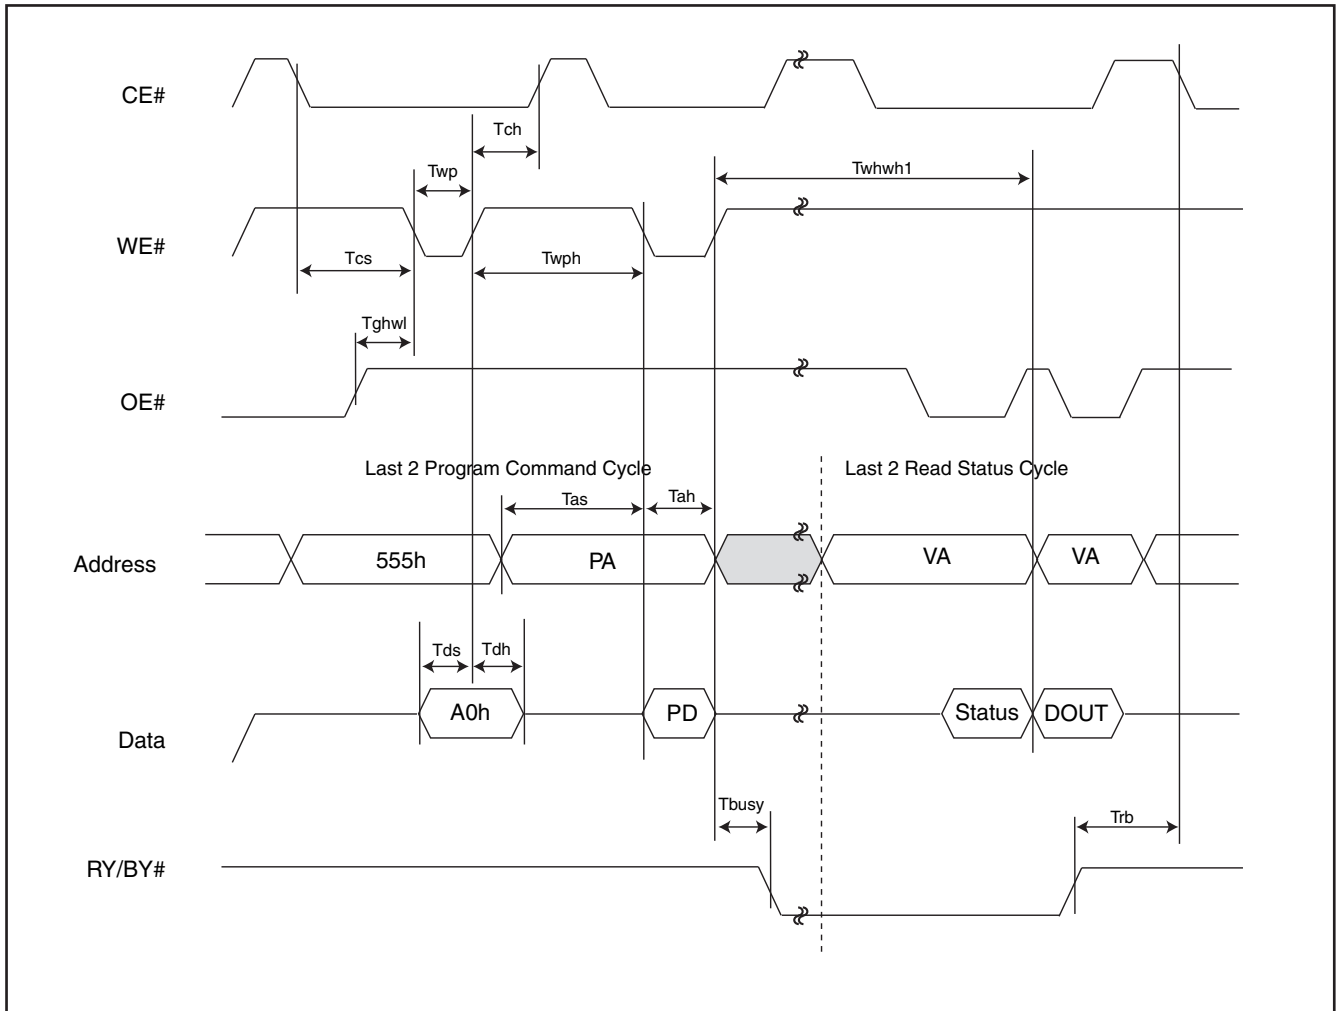 CE#
Tch
Twp
Twhwh1
WE#
Tcs
Twph
Tghwl
OE#
Last 2 Program Command Cycle
Last 2 Read Status Cycle
Tas
Tah
Address
555h
PA
VA
VA
Tds
Tdh
A0h
PD
Status
DOUT
Data
Tbusy
Trb
RY/BY#